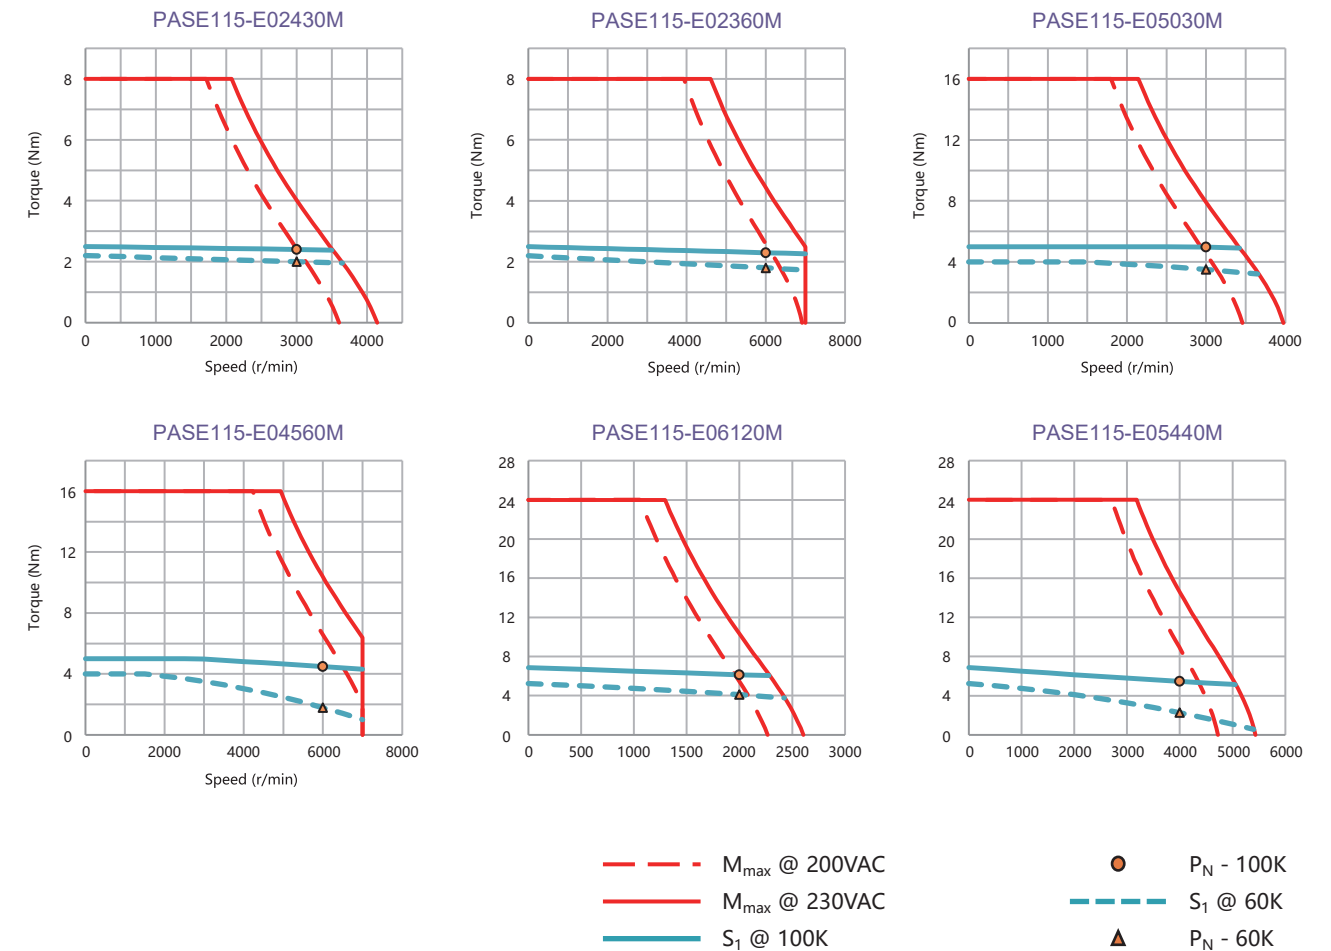 PASE115-E02430M
PASE115-E02360M
PASE115-E05030M
Torque (Nm)
8
6
4
2
0
0 1000 2000 3000 4000
Speed (r/min)
Torque (Nm)
8
6
4
2
0
0 2000 4000 6000 8000
Speed (r/min)
Torque (Nm)
16
12
8
4
0
0 1000 2000 3000 4000
Speed (r/min)
PASE115-E04560M
PASE115-E06120M
PASE115-E05440M
Torque (Nm)
16
12
8
4
0
0 2000 4000 6000 8000
Speed (r/min)
28
24
20
16
12
8
4
0
0 500 1000 1500 2000 2500 3000
28
24
20
16
12
8
4
0
0 1000 2000 3000 4000 5000 6000
Mmax @ 200VAC
Mmax @ 230VAC
S1 @ 100K
PN - 100K
S1 @ 60K
PN - 60K